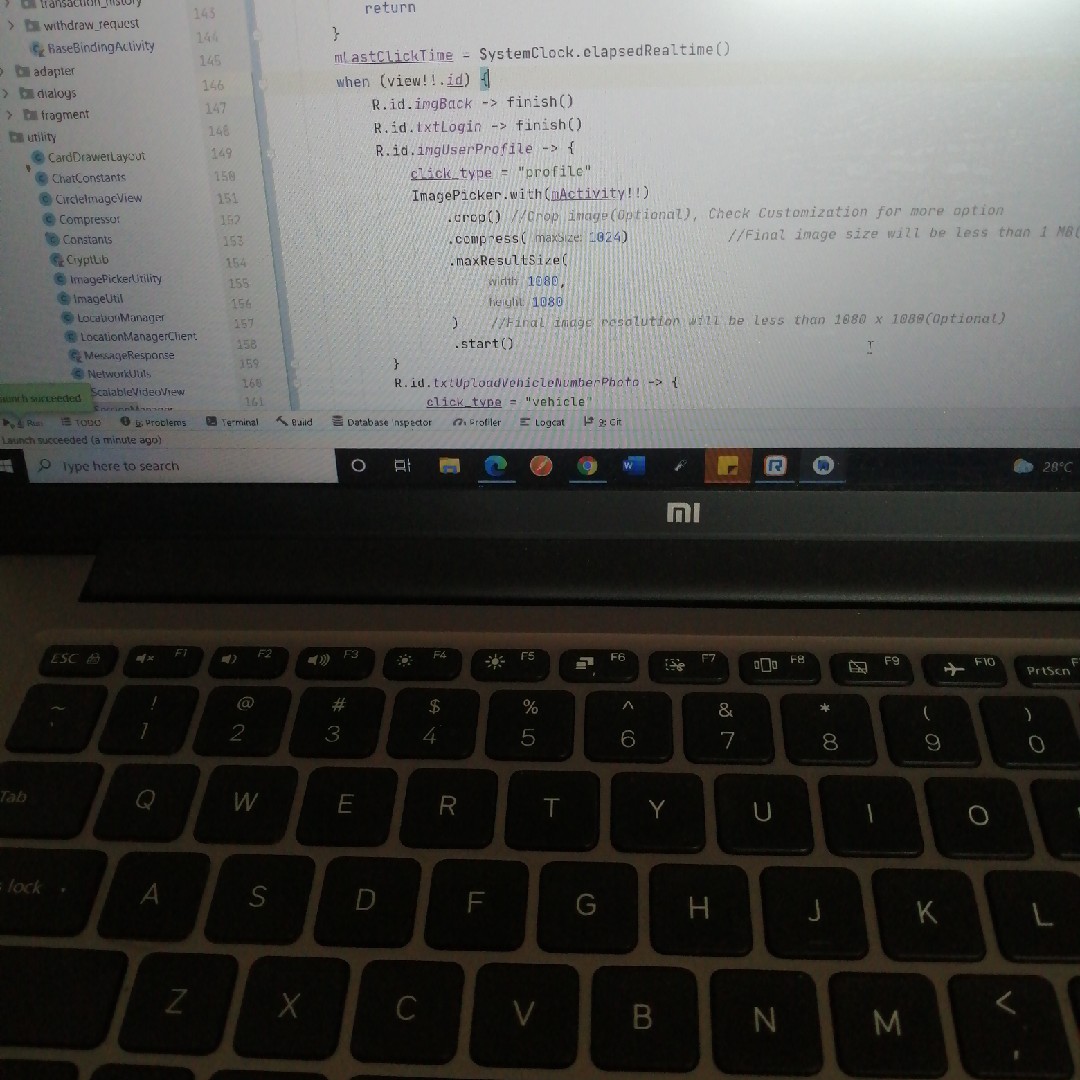 transaction_history
withdraw_request
BaseBindingActivity
adapter
dialogs
fragment
utility
CardDrawerLayout
ChatConstants
CircleImageView
Compressor
Constants
CryptLib
ImagePickerUtility
ImageUtil
LocationManager
LocationManagerClient
MessageResponse
NetworkUtils
ScalableVideoView
143 return
144 }
145 mLastClickTime = SystemClock.elapsedRealtime()
146 when (view!!.id) {
147 R.id.imgBack -> finish()
148 R.id.txtLogin -> finish()
149 R.id.imgUserProfile -> {
150 click_type = "profile"
151 ImagePicker.with(mActivity!!)
152 .crop() //Crop image(Optional), Check Customization for more option
153 .compress( maxSize: 1024) //Final image size will be less than 1 MB(
154 .maxResultSize(
155 width: 1080,
156 height: 1080
157 ) //Final image resolution will be less than 1080 x 1080(Optional)
158 .start()
159 }
160 R.id.txtUploadVehicleNumberPhoto -> {
161 click_type = "vehicle"
succeeded
4: Run TODO 6: Problems Terminal Build Database Inspector Profiler Logcat 9: Git
Launch succeeded (a minute ago)
Type here to search
28°C
mi
ESC F1 F2 F3 F4 F5 F6 F7 F8 F9 F10 PrtScn
~ ! @ # $ % ^ & * ( )
1 2 3 4 5 6 7 8 9 0
Tab Q W E R T Y U I O
lock A S D F G H J K L
Z X C V B N M <
,